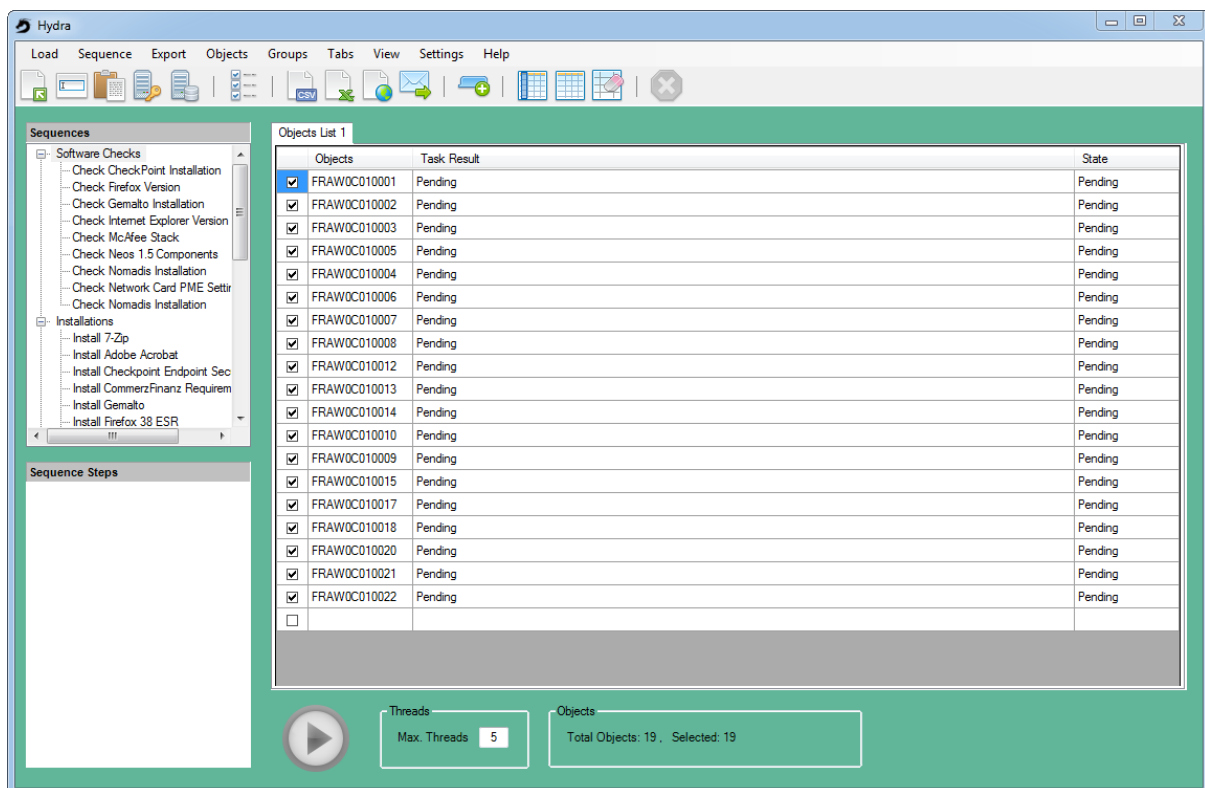 Hydra
Load Sequence Export Objects Groups Tabs View Settings Help
CSV
Sequences
Software Checks
Check CheckPoint Installation
Check Firefox Version
Check Gemalto Installation
Check Internet Explorer Version
Check McAfee Stack
Check Neos 1.5 Components
Check Nomadis Installation
Check Network Card PME Settir
Check Nomadis Installation
Installations
Install 7-Zip
Install Adobe Acrobat
Install Checkpoint Endpoint Sec
Install CommerzFinanz Requirem
Install Gemalto
Install Firefox 38 ESR
Sequence Steps
Objects List 1
Objects Task Result State
FRAW0C010001 Pending Pending
FRAW0C010002 Pending Pending
FRAW0C010003 Pending Pending
FRAW0C010005 Pending Pending
FRAW0C010004 Pending Pending
FRAW0C010006 Pending Pending
FRAW0C010007 Pending Pending
FRAW0C010008 Pending Pending
FRAW0C010012 Pending Pending
FRAW0C010013 Pending Pending
FRAW0C010014 Pending Pending
FRAW0C010010 Pending Pending
FRAW0C010009 Pending Pending
FRAW0C010015 Pending Pending
FRAW0C010017 Pending Pending
FRAW0C010018 Pending Pending
FRAW0C010020 Pending Pending
FRAW0C010021 Pending Pending
FRAW0C010022 Pending Pending
Threads
Max. Threads 5
Objects
Total Objects: 19 , Selected: 19